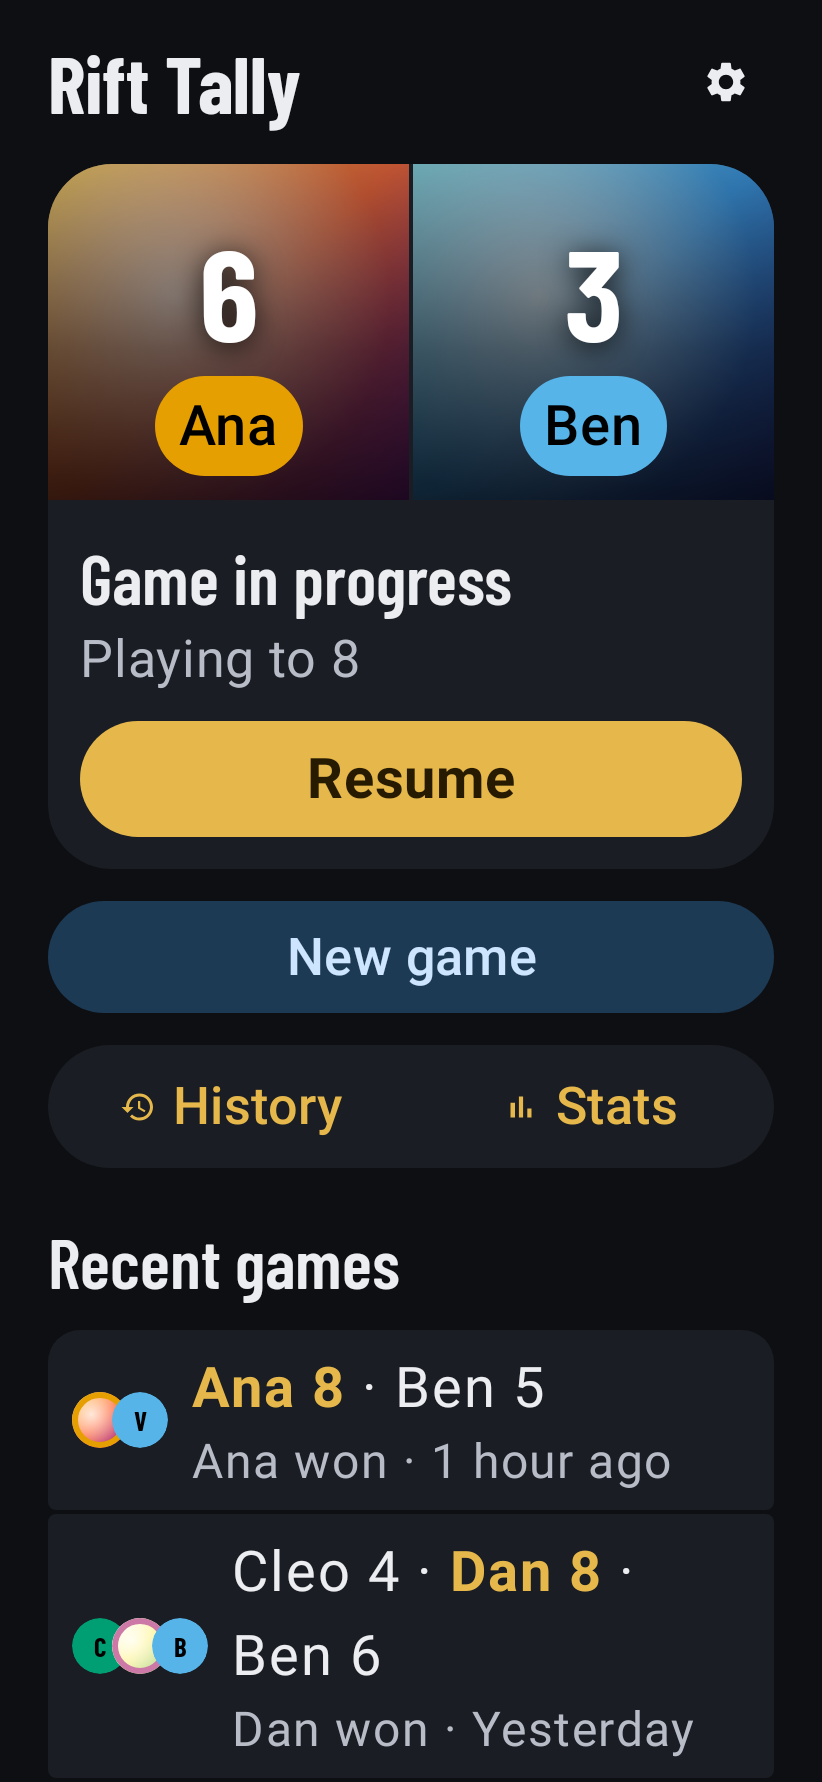 Rift Tally
6
3
Ana
Ben
Game in progress
Playing to 8
Resume
New game
History
Stats
Recent games
V
Ana 8 · Ben 5
Ana won · 1 hour ago
C
B
Cleo 4 · Dan 8 ·
Ben 6
Dan won · Yesterday